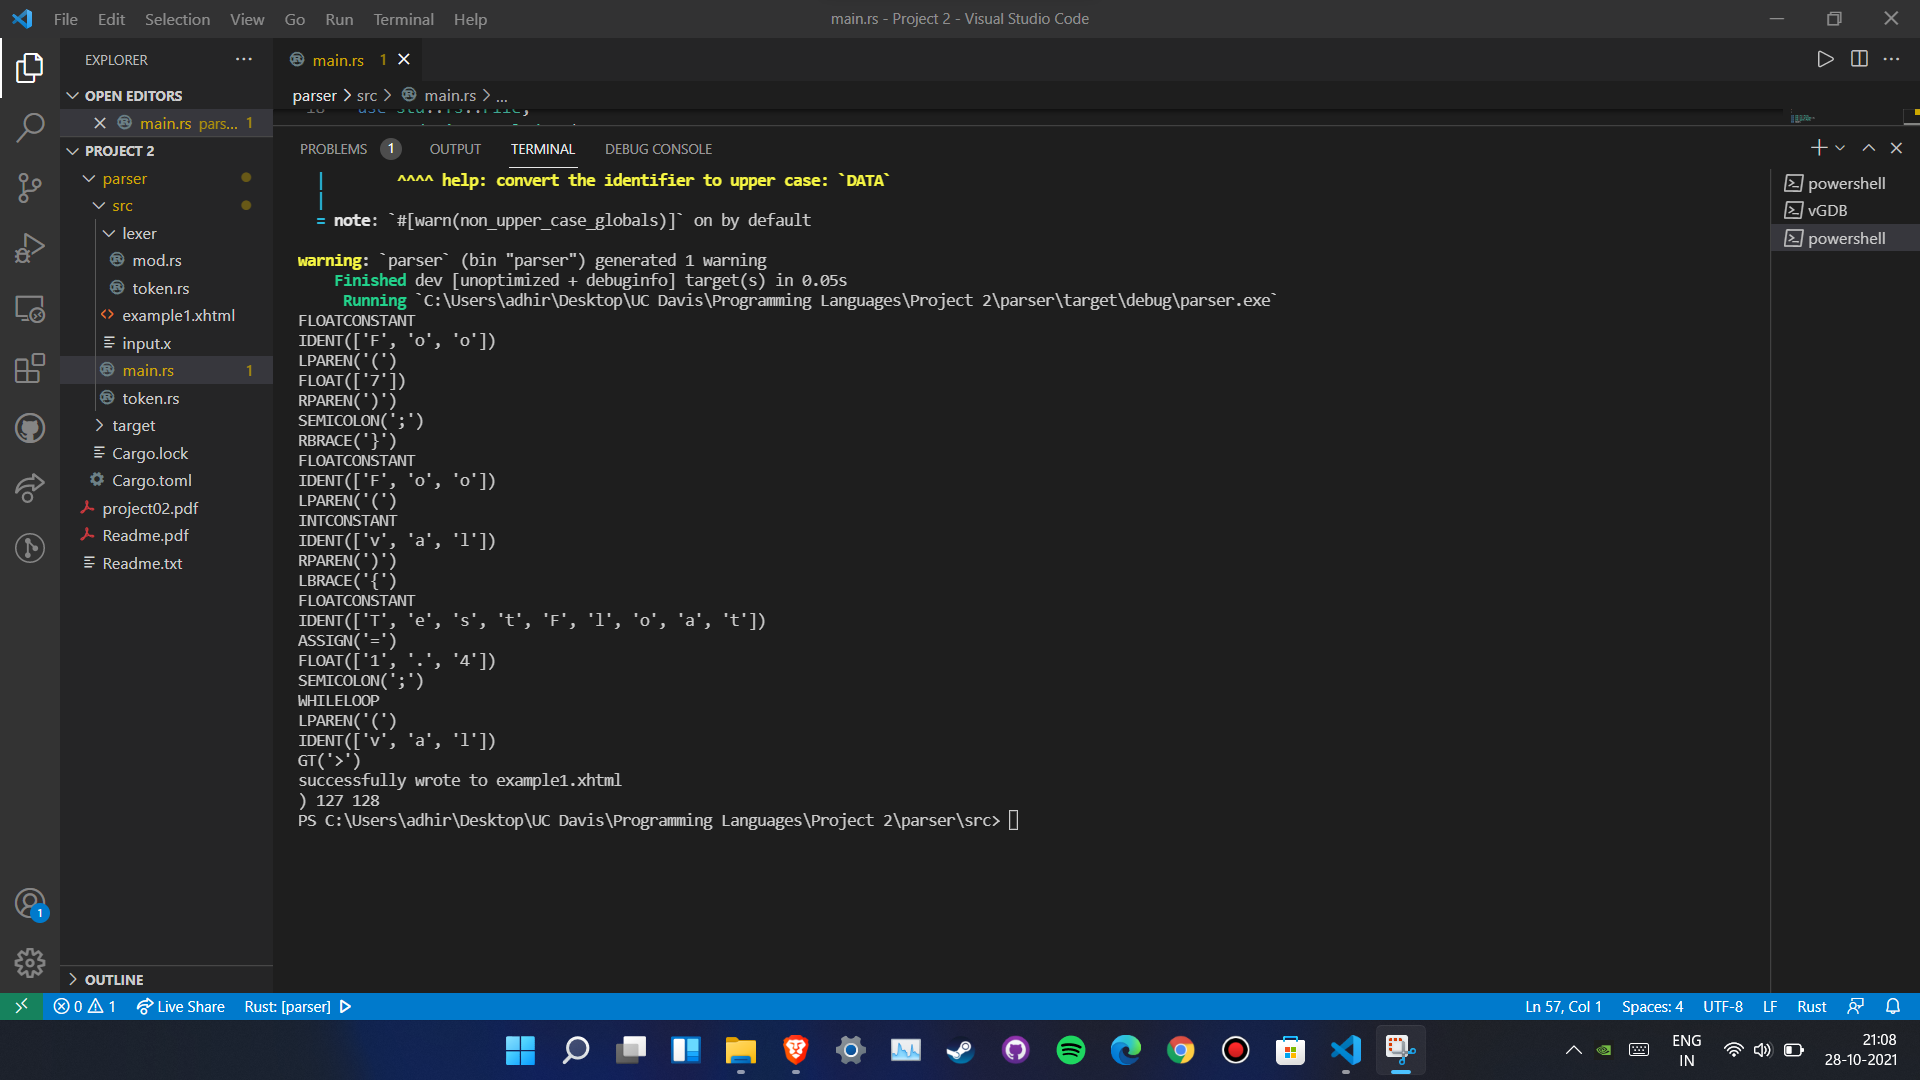 File Edit Selection View Go Run Terminal Help
main.rs - Project 2 - Visual Studio Code
EXPLORER
main.rs 1
OPEN EDITORS
main.rs pars... 1
PROJECT 2
parser
src
lexer
mod.rs
token.rs
example1.xhtml
input.x
main.rs 1
token.rs
target
Cargo.lock
Cargo.toml
project02.pdf
Readme.pdf
Readme.txt
OUTLINE
parser > src > main.rs > ...
PROBLEMS 1 OUTPUT TERMINAL DEBUG CONSOLE
powershell
vGDB
powershell
| ^^^^ help: convert the identifier to upper case: `DATA`
|
= note: `#[warn(non_upper_case_globals)]` on by default
warning: `parser` (bin "parser") generated 1 warning
Finished dev [unoptimized + debuginfo] target(s) in 0.05s
Running `C:\Users\adhir\Desktop\UC Davis\Programming Languages\Project 2\parser\target\debug\parser.exe`
FLOATCONSTANT
IDENT(['F', 'o', 'o'])
LPAREN('(')
FLOAT(['7'])
RPAREN(')')
SEMICOLON(';')
RBRACE('}')
FLOATCONSTANT
IDENT(['F', 'o', 'o'])
LPAREN('(')
INTCONSTANT
IDENT(['v', 'a', 'l'])
RPAREN(')')
LBRACE('{')
FLOATCONSTANT
IDENT(['T', 'e', 's', 't', 'F', 'l', 'o', 'a', 't'])
ASSIGN('=')
FLOAT(['1', '.', '4'])
SEMICOLON(';')
WHILELOOP
LPAREN('(')
IDENT(['v', 'a', 'l'])
GT('>')
successfully wrote to example1.xhtml
) 127 128
PS C:\Users\adhir\Desktop\UC Davis\Programming Languages\Project 2\parser\src>
1
0 1 Live Share Rust: [parser]
Ln 57, Col 1 Spaces: 4 UTF-8 LF Rust
ENG
IN
21:08
28-10-2021